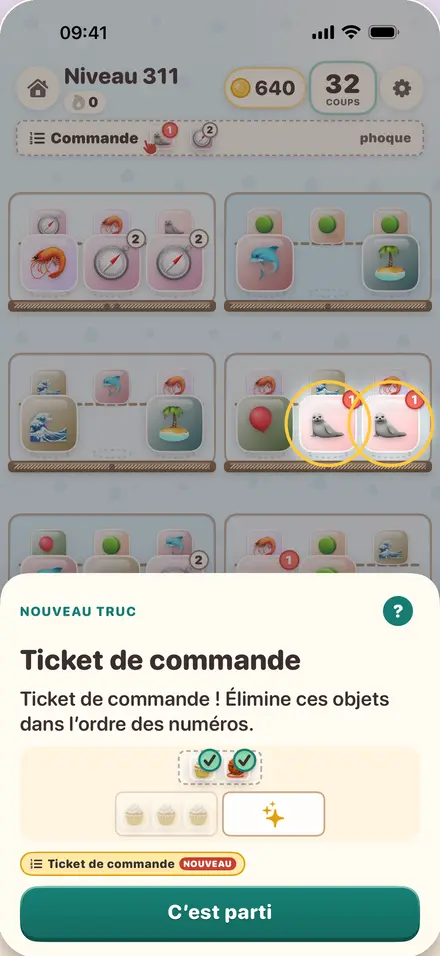 09:41
Niveau 311
0
640
32
COUPS
Commande
1
2
phoque
2
2
1
1
2
1
NOUVEAU TRUC
?
Ticket de commande
Ticket de commande ! Élimine ces objets
dans l’ordre des numéros.
Ticket de commande NOUVEAU
C’est parti